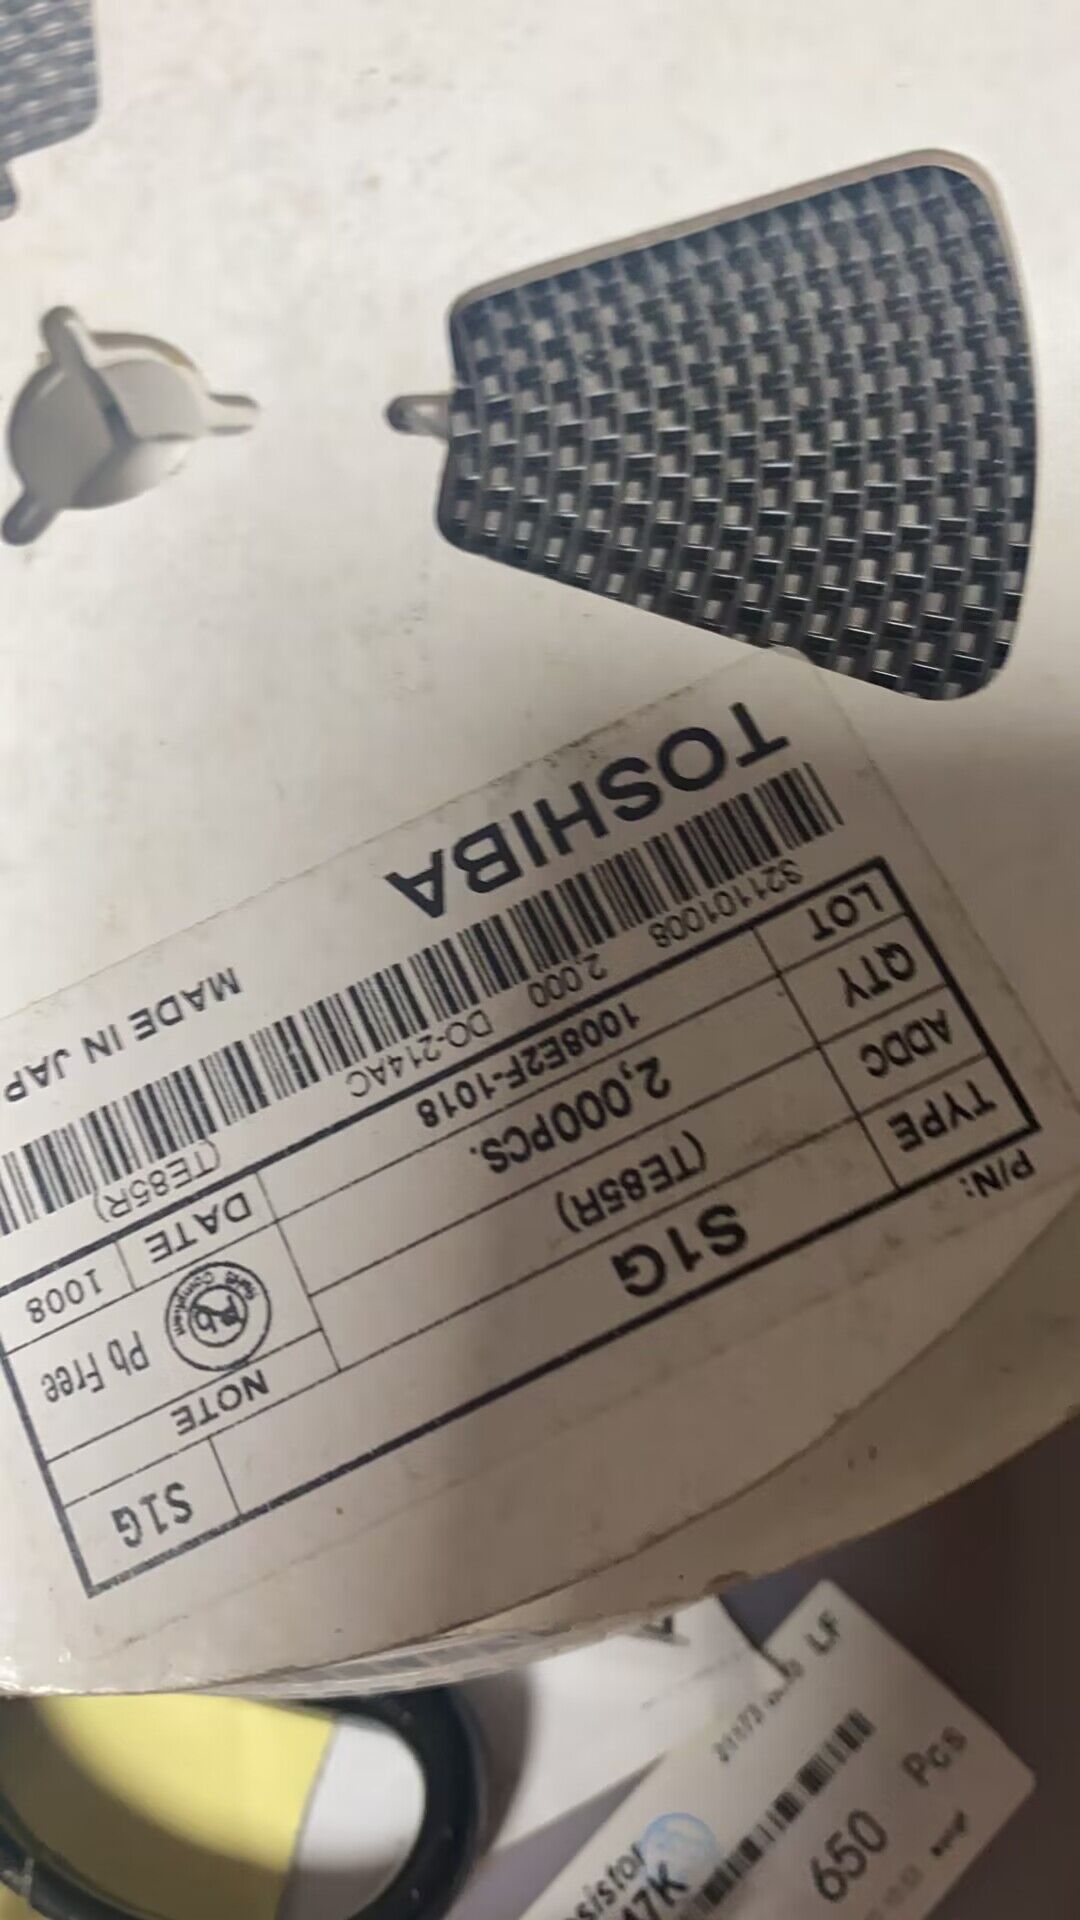 P/N:
TYPE S1G
ADDC (TE85R)
QTY 2,000PCS.
LOT 1008E2F-1018
NOTE S1G
Pb Free
Pb
DATE 1008
S21101008 2,000 DO-214AC (TE85R)
TOSHIBA MADE IN JAP
LF
650 Pcs
47K